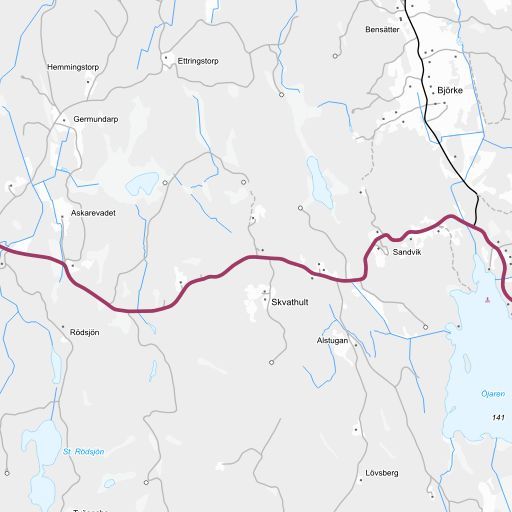 Bensätter
Ettringstorp
Hemmingstorp
Björke
Germundarp
Askarevadet
Sandvik
Skvathult
Rödsjön
Alstugan
Öjaren
141
St. Rödsjön
Lövsberg